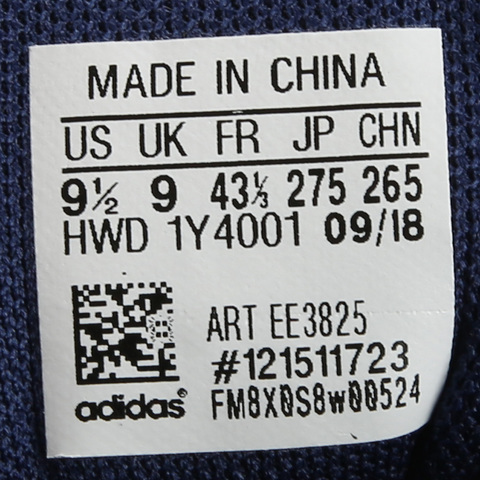 MADE IN CHINA
US UK FR JP CHN
9½ 9 43⅓ 275 265
HWD 1Y4001 09/18
ART EE3825
#121511723
FM8X0S8w00524
adidas®